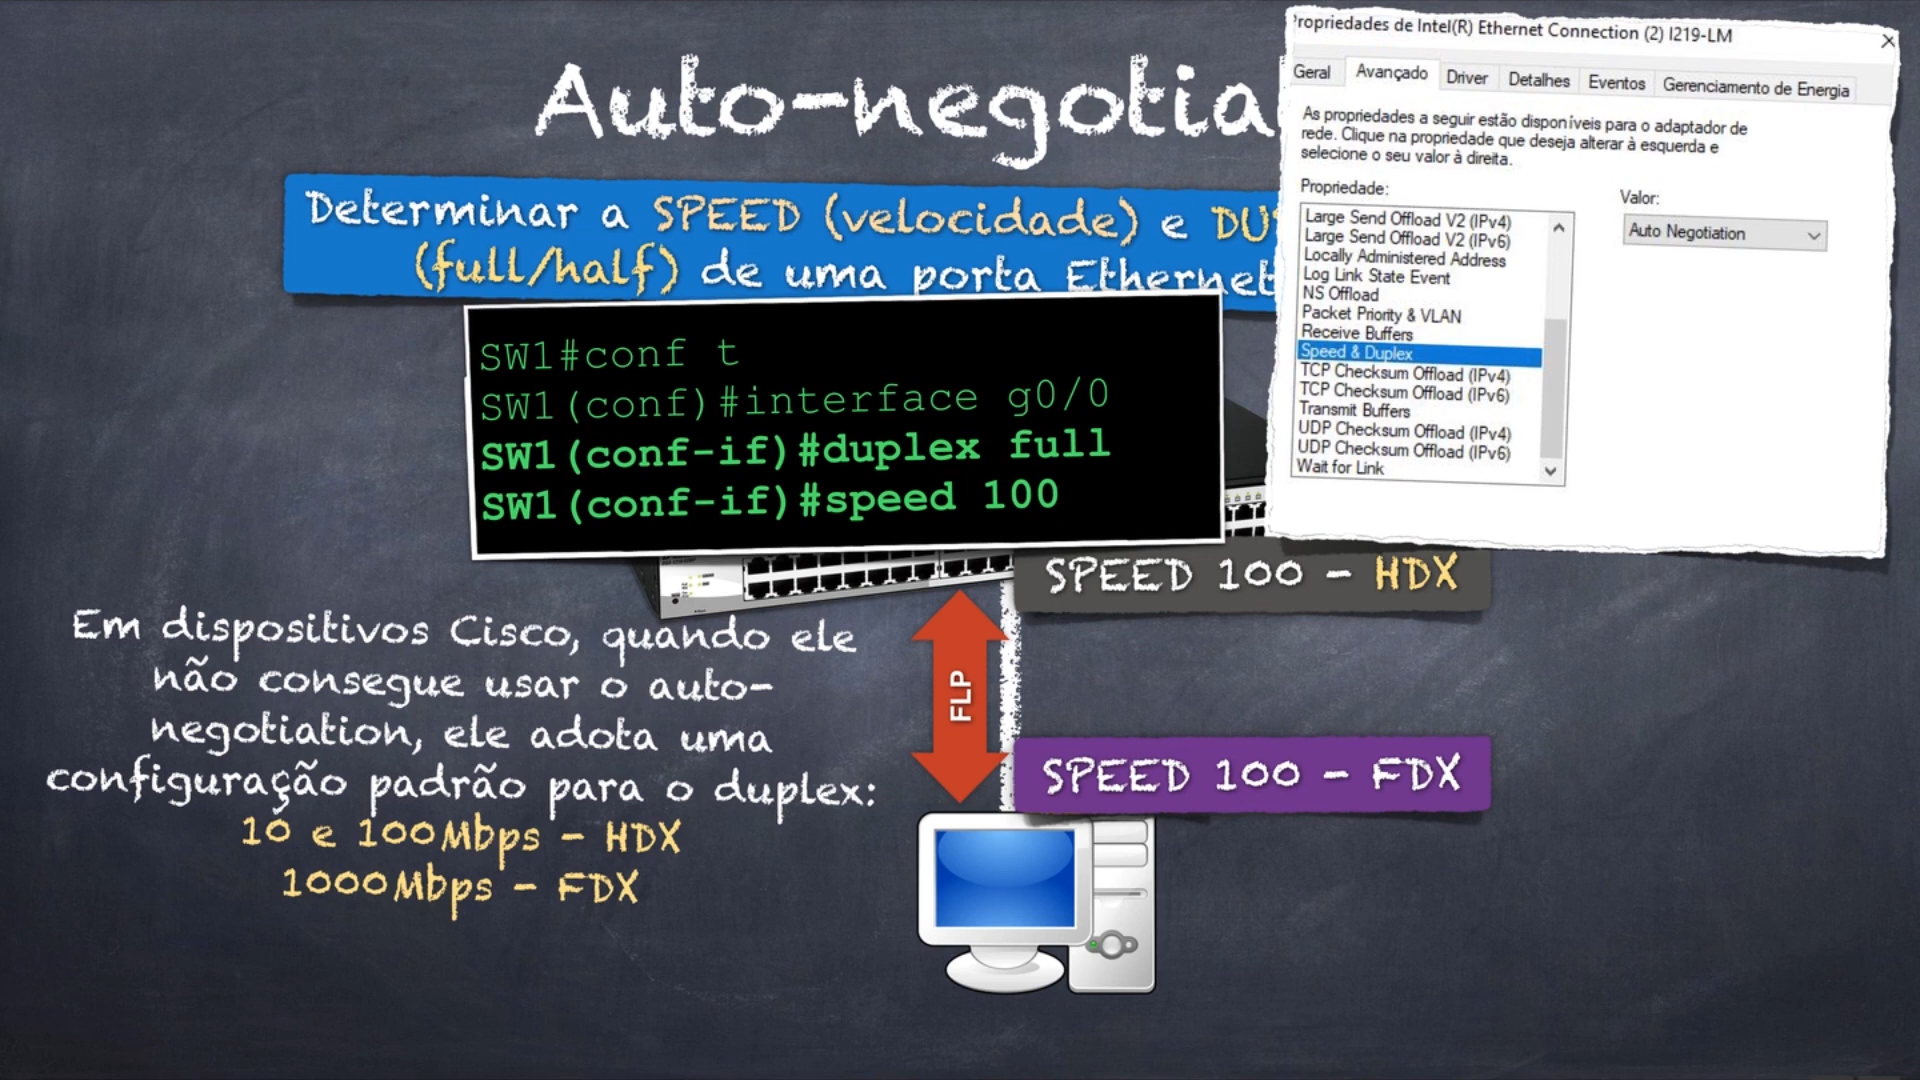 Auto-negotia
Determinar a SPEED (velocidade) e DU
(full/half) de uma porta Ethernet
SW1#conf t
SW1(conf)#interface g0/0
SW1(conf-if)#duplex full
SW1(conf-if)#speed 100
Propriedades de Intel(R) Ethernet Connection (2) I219-LM
Geral Avançado Driver Detalhes Eventos Gerenciamento de Energia
As propriedades a seguir estão disponíveis para o adaptador de
rede. Clique na propriedade que deseja alterar à esquerda e
selecione o seu valor à direita.
Propriedade:
Valor:
Large Send Offload V2 (IPv4)
Large Send Offload V2 (IPv6)
Locally Administered Address
Log Link State Event
NS Offload
Packet Priority & VLAN
Receive Buffers
Speed & Duplex
TCP Checksum Offload (IPv4)
TCP Checksum Offload (IPv6)
Transmit Buffers
UDP Checksum Offload (IPv4)
UDP Checksum Offload (IPv6)
Wait for Link
Auto Negotiation
SPEED 100 - HDX
Em dispositivos Cisco, quando ele
não consegue usar o auto-
negotiation, ele adota uma
configuração padrão para o duplex:
10 e 100Mbps - HDX
1000Mbps - FDX
FLP
SPEED 100 - FDX